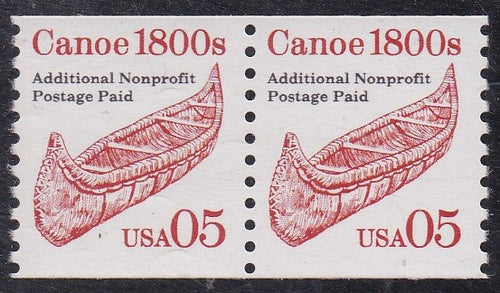 Canoe 1800s
Additional Nonprofit
Postage Paid
USA05
Canoe 1800s
Additional Nonprofit
Postage Paid
USA05